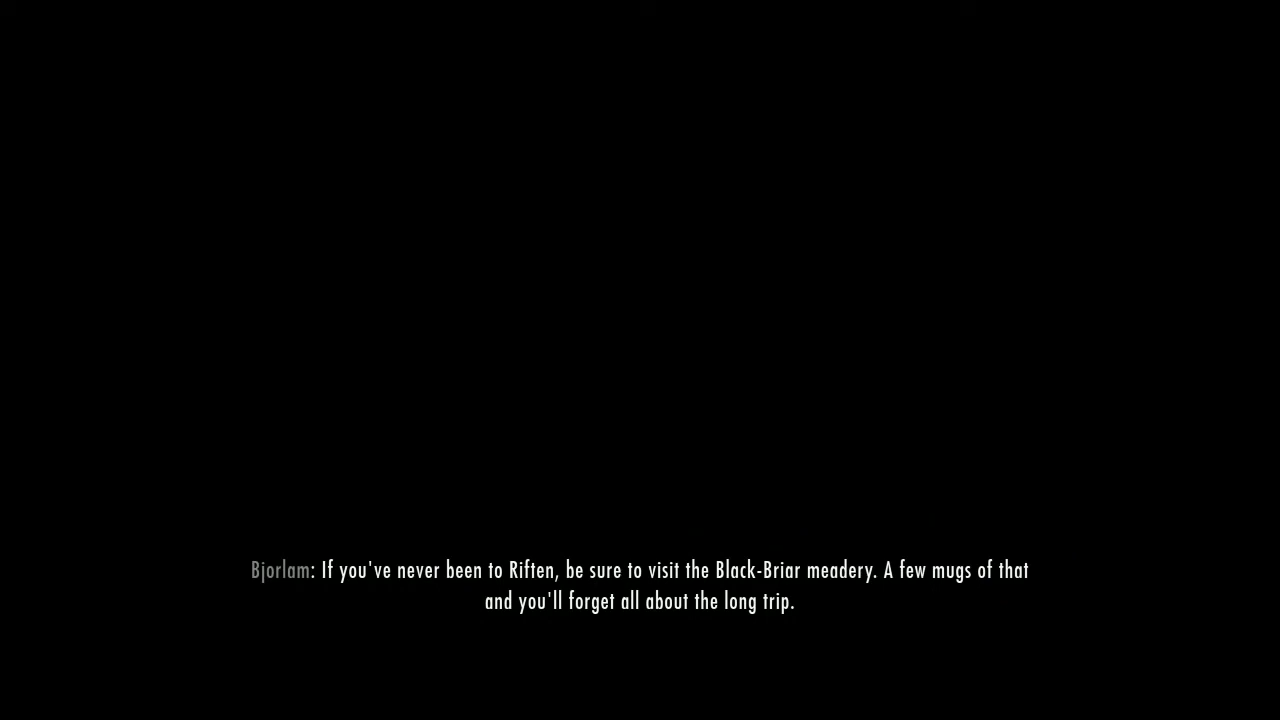 Bjorlam: If you've never been to Riften, be sure to visit the Black-Briar meadery. A few mugs of that
and you'll forget all about the long trip.